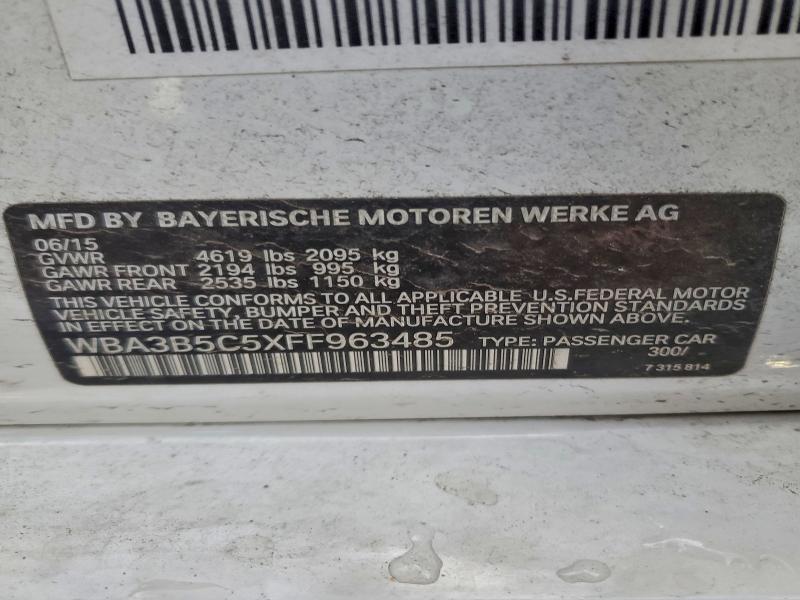 MFD BY BAYERISCHE MOTOREN WERKE AG
06/15
GVWR 4619 lbs 2095 kg
GAWR FRONT 2194 lbs 995 kg
GAWR REAR 2535 lbs 1150 kg
THIS VEHICLE CONFORMS TO ALL APPLICABLE U.S.FEDERAL MOTOR
VEHICLE SAFETY, BUMPER AND THEFT PREVENTION STANDARDS
IN EFFECT ON THE DATE OF MANUFACTURE SHOWN ABOVE.
WBA3B5C5XFF963485 TYPE: PASSENGER CAR
300/
7 315 814